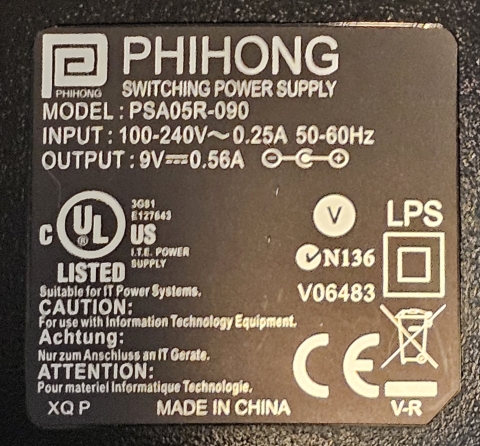 PHIHONG
PHIHONG
SWITCHING POWER SUPPLY
MODEL : PSA05R-090
INPUT : 100-240V~0.25A 50-60Hz
OUTPUT : 9V⎓0.56A
3G81
E127643
C UL US
LISTED
I.T.E. POWER
SUPPLY
V
LPS
N136
V06483
Suitable for IT Power Systems.
CAUTION:
For use with Information Technology Equipment.
Achtung:
Nur zum Anschluss an IT Gerate.
ATTENTION:
Pour materiel Informatique Technologie.
CE
XQ P
MADE IN CHINA
V-R